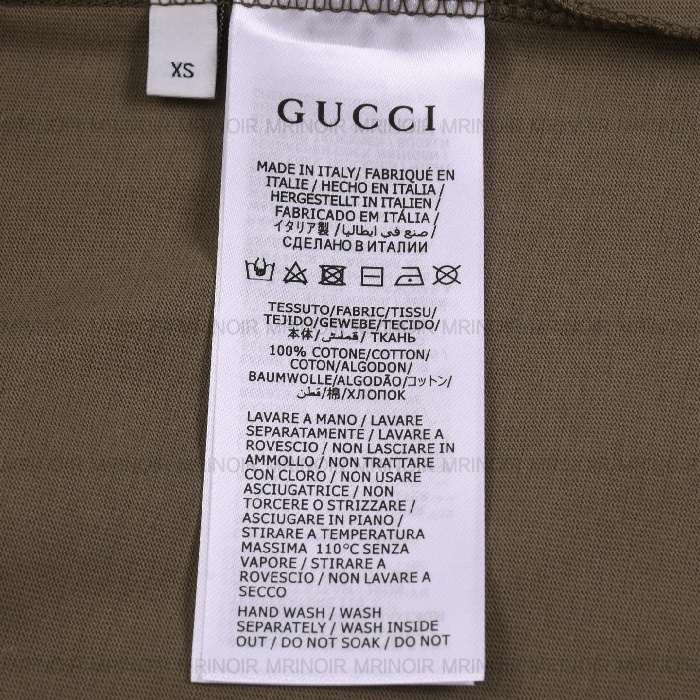 XS
GUCCI
MADE IN ITALY/ FABRIQUÉ EN
ITALIE / HECHO EN ITALIA /
HERGESTELLT IN ITALIEN /
FABRICADO EM ITÁLIA /
イタリア製 /صنع في ايطاليا /
СДЕЛАНО В ИТАЛИИ
TESSUTO/FABRIC/TISSU/
TEJIDO/GEWEBE/TECIDO/
本体/قماش/ ТКАНЬ
100% COTONE/COTTON/
COTON/ALGODON/
BAUMWOLLE/ALGODÃO/コットン/
قطن/棉/ХЛОПОК
LAVARE A MANO / LAVARE
SEPARATAMENTE / LAVARE A
ROVESCIO / NON LASCIARE IN
AMMOLLO / NON TRATTARE
CON CLORO / NON USARE
ASCIUGATRICE / NON
TORCERE O STRIZZARE /
ASCIUGARE IN PIANO /
STIRARE A TEMPERATURA
MASSIMA 110°C SENZA
VAPORE / STIRARE A
ROVESCIO / NON LAVARE A
SECCO
HAND WASH / WASH
SEPARATELY / WASH INSIDE
OUT / DO NOT SOAK / DO NOT
MRINOIR MRINOIR MRINOIR MRINOIR